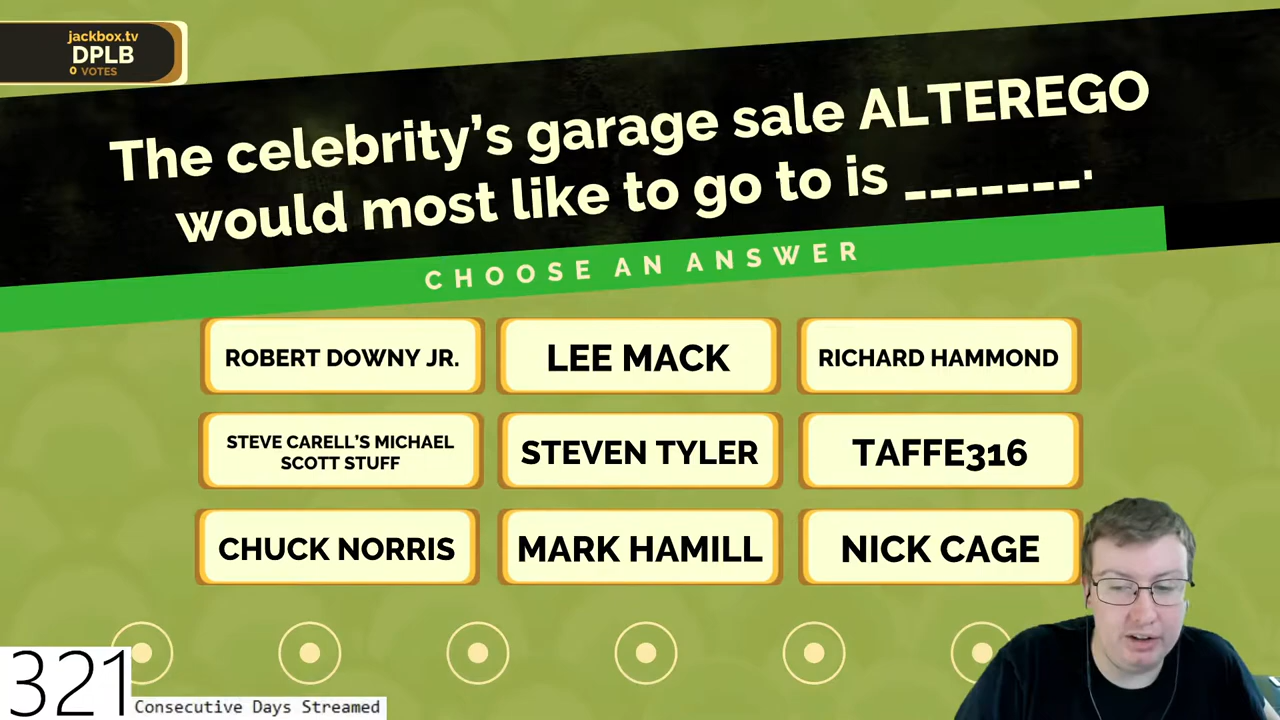 jackbox.tv
DPLB
0 VOTES
The celebrity's garage sale ALTEREGO
would most like to go to is _______.
CHOOSE AN ANSWER
ROBERT DOWNY JR.
LEE MACK
RICHARD HAMMOND
STEVE CARELL'S MICHAEL
SCOTT STUFF
STEVEN TYLER
TAFFE316
CHUCK NORRIS
MARK HAMILL
NICK CAGE
321
Consecutive Days Streamed